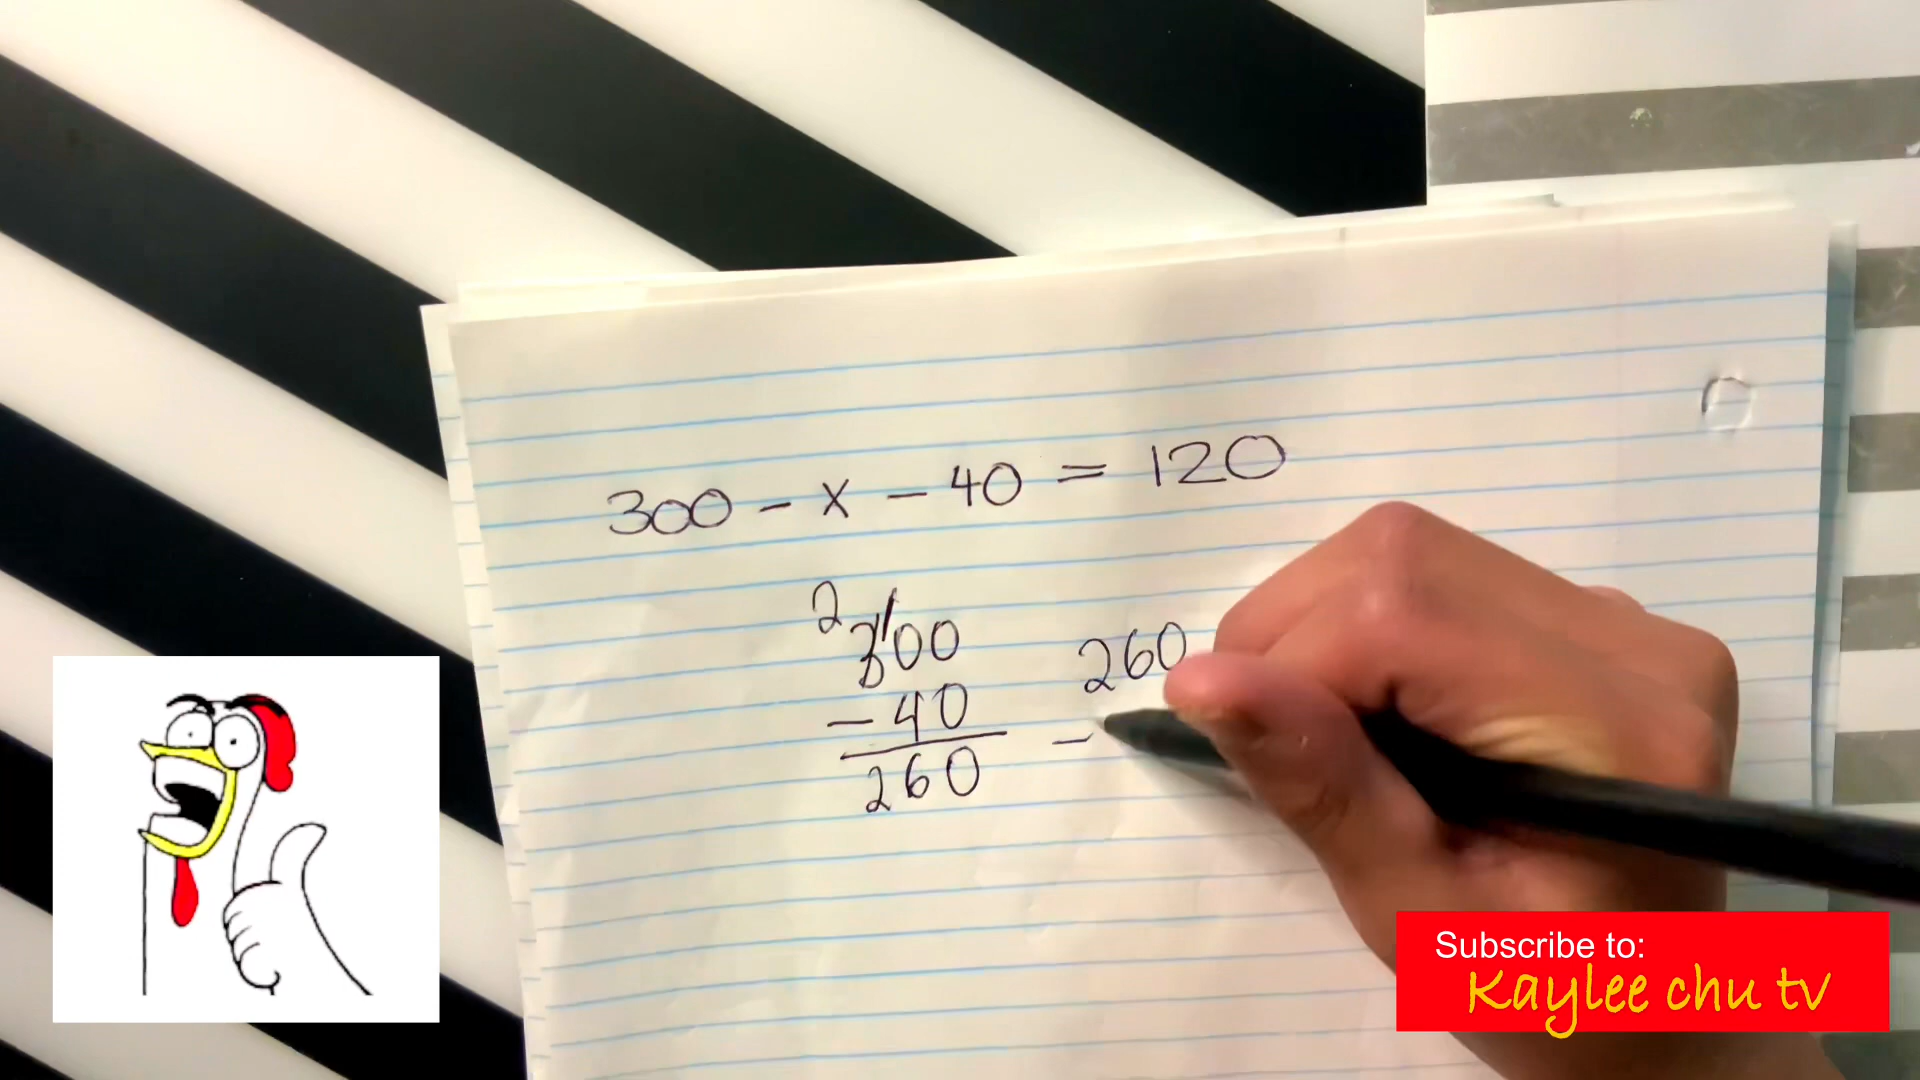 300 - x - 40 = 120
2
300
- 40
260
260
-
Subscribe to:
Kaylee chu tv